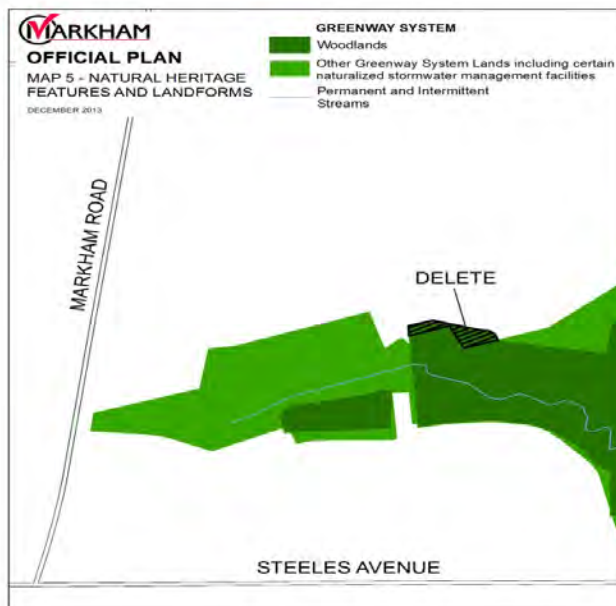 MARKHAM
OFFICIAL PLAN
MAP 5 - NATURAL HERITAGE
FEATURES AND LANDFORMS
DECEMBER 2013
GREENWAY SYSTEM
Woodlands
Other Greenway System Lands including certain
naturalized stormwater management facilities
Permanent and Intermittent
Streams
MARKHAM ROAD
DELETE
STEELES AVENUE